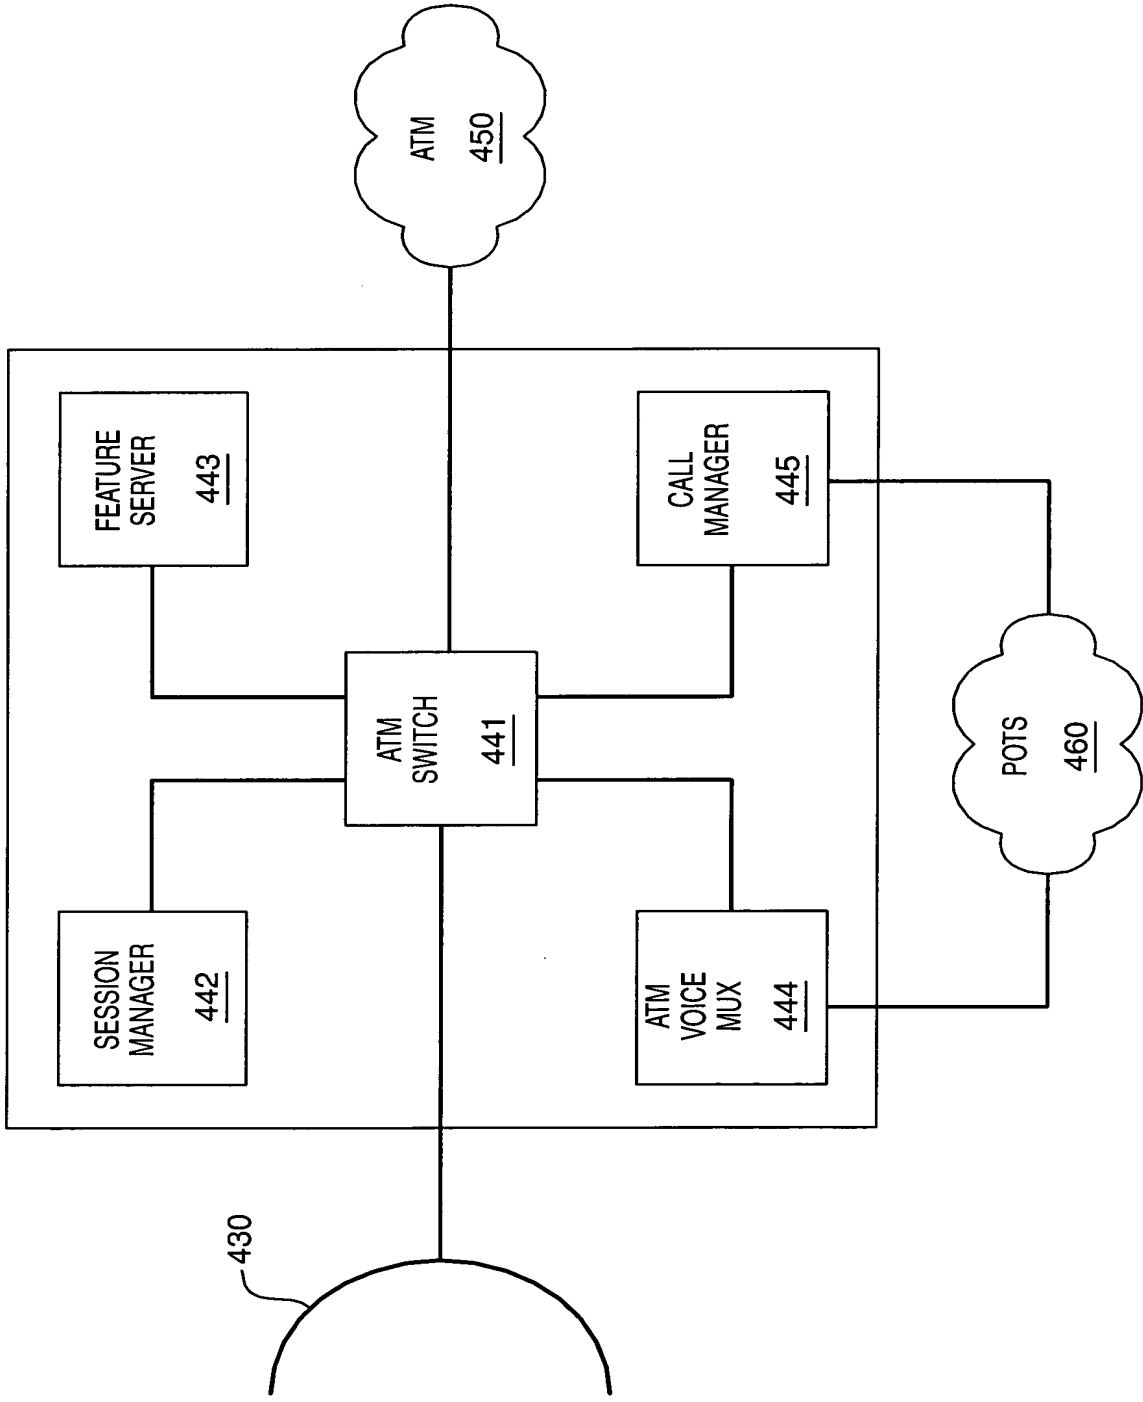 SESSION
MANAGER
442
FEATURE
SERVER
443
430
ATM
SWITCH
441
ATM
450
ATM
VOICE
MUX
444
CALL
MANAGER
445
POTS
460